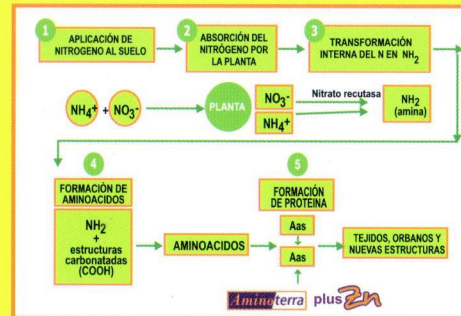 1
APLICACIÓN DE
NITROGENO AL SUELO
2
ABSORCIÓN DEL
NITRÓGENO POR
LA PLANTA
3
TRANSFORMACIÓN
INTERNA DEL N EN NH2
NH4+ + NO3-
PLANTA
NO3-
NH4+
Nitrato recutasa
NH2
(amina)
4
FORMACIÓN DE
AMINOACIDOS
NH2
+
estructuras
carbonatadas
(COOH)
AMINOACIDOS
5
FORMACIÓN
DE PROTEINA
Aas
Aas
TEJIDOS, ORBANOS Y
NUEVAS ESTRUCTURAS
Aminoterra plus Zn